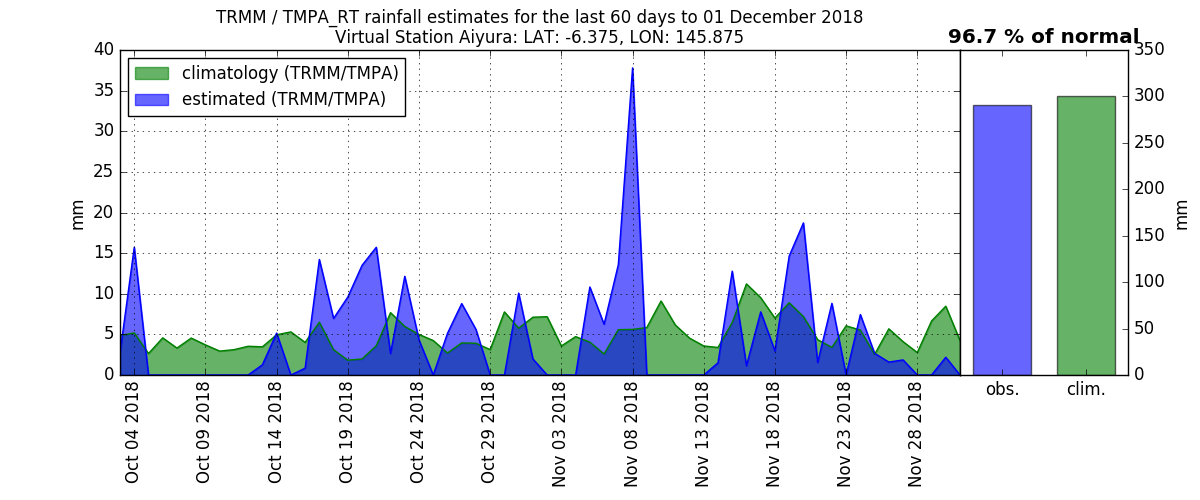 TRMM / TMPA_RT rainfall estimates for the last 60 days to 01 December 2018
Virtual Station Aiyura: LAT: -6.375, LON: 145.875
96.7 % of normal
climatology (TRMM/TMPA)
estimated (TRMM/TMPA)
mm
40
35
30
25
20
15
10
5
0
Oct 04 2018
Oct 09 2018
Oct 14 2018
Oct 19 2018
Oct 24 2018
Oct 29 2018
Nov 03 2018
Nov 08 2018
Nov 13 2018
Nov 18 2018
Nov 23 2018
Nov 28 2018
obs.
clim.
350
300
250
200
150
100
50
0
mm